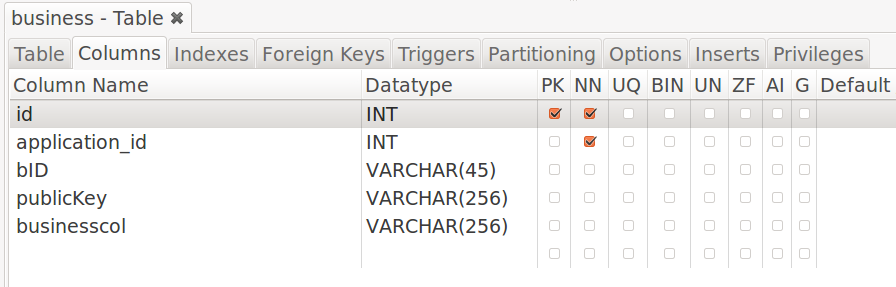 business - Table
Table Columns Indexes Foreign Keys Triggers Partitioning Options Inserts Privileges
Column Name Datatype PK NN UQ BIN UN ZF AI G Default
id INT
application_id INT
bID VARCHAR(45)
publicKey VARCHAR(256)
businesscol VARCHAR(256)